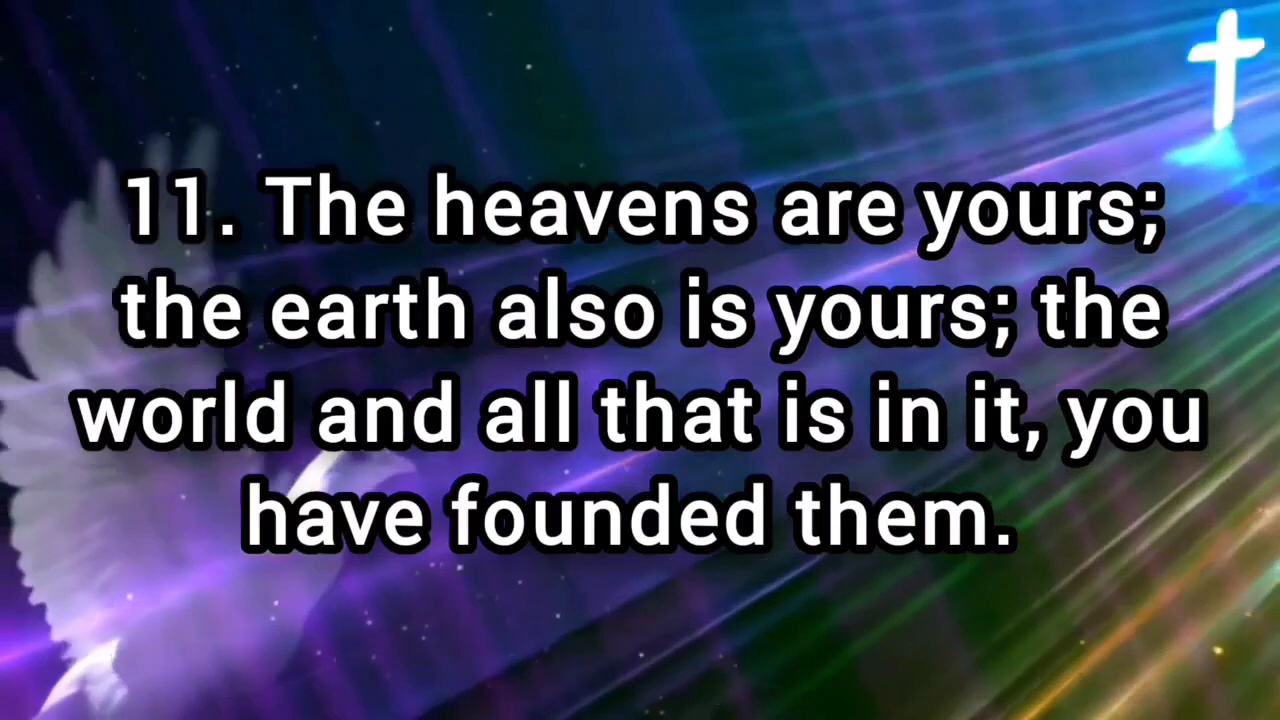 11. The heavens are yours;
the earth also is yours; the
world and all that is in it, you
have founded them.